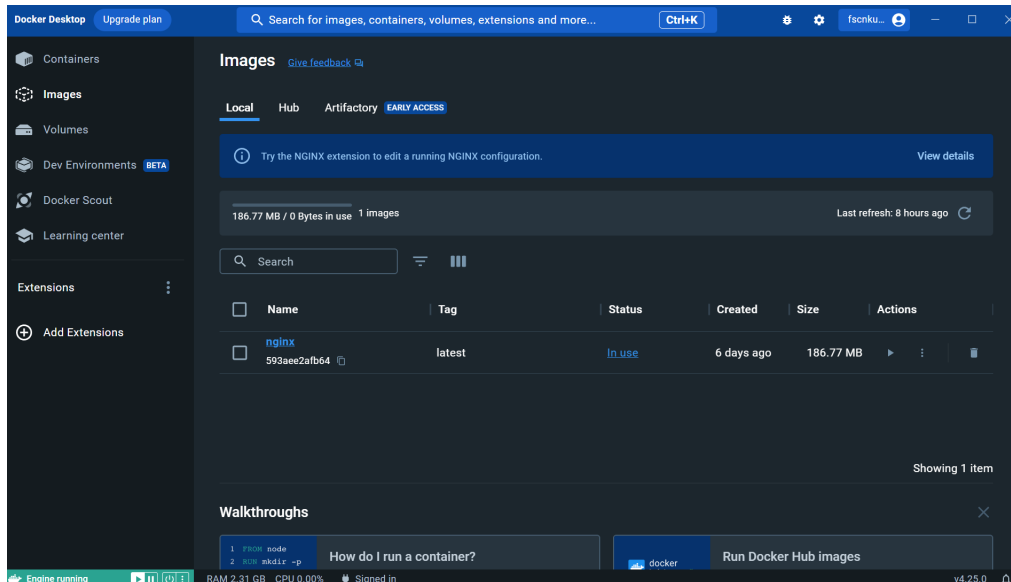 Docker Desktop Upgrade plan Search for images, containers, volumes, extensions and more... Ctrl+K fscnku...
Containers
Images
Volumes
Dev Environments BETA
Docker Scout
Learning center
Extensions
Add Extensions
Images Give feedback
Local Hub Artifactory EARLY ACCESS
Try the NGINX extension to edit a running NGINX configuration. View details
186.77 MB / 0 Bytes in use 1 images Last refresh: 8 hours ago
Search
Name Tag Status Created Size Actions
nginx
593aee2afb64 latest In use 6 days ago 186.77 MB
Showing 1 item
Walkthroughs
1 FROM node
2 RUN mkdir -p
How do I run a container?
docker
Run Docker Hub images
Engine running RAM 2.31 GB CPU 0.00% Signed in v4.25.0